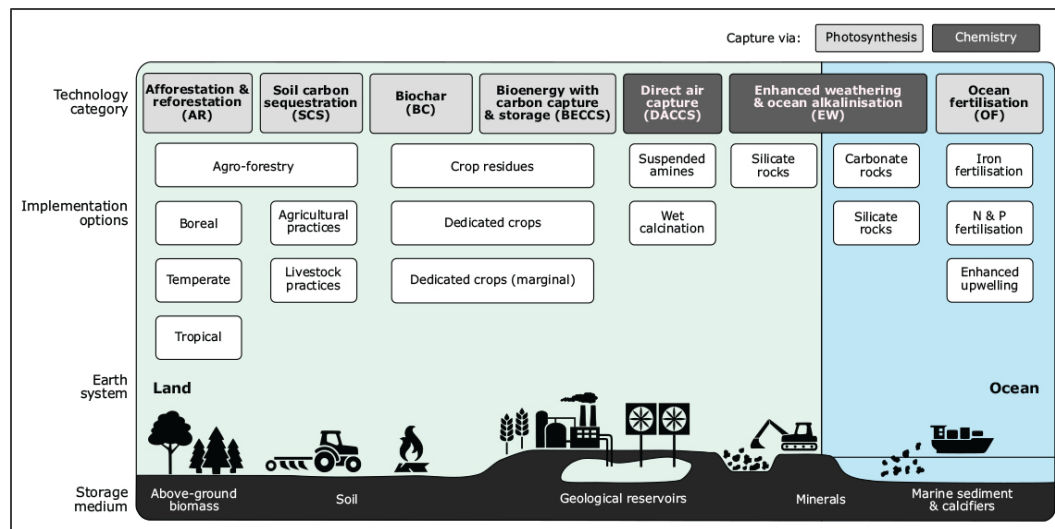 Capture via:
Photosynthesis
Chemistry
Technology
category
Afforestation &
reforestation
(AR)
Soil carbon
sequestration
(SCS)
Biochar
(BC)
Bioenergy with
carbon capture
& storage (BECCS)
Direct air
capture
(DACCS)
Enhanced weathering
& ocean alkalinisation
(EW)
Ocean
fertilisation
(OF)
Implementation
options
Agro-forestry
Crop residues
Suspended
amines
Silicate
rocks
Carbonate
rocks
Iron
fertilisation
Boreal
Agricultural
practices
Dedicated crops
Wet
calcination
Silicate
rocks
N & P
fertilisation
Temperate
Livestock
practices
Dedicated crops (marginal)
Enhanced
upwelling
Tropical
Earth
system
Land
Ocean
Storage
medium
Above-ground
biomass
Soil
Geological reservoirs
Minerals
Marine sediment
& calcifiers